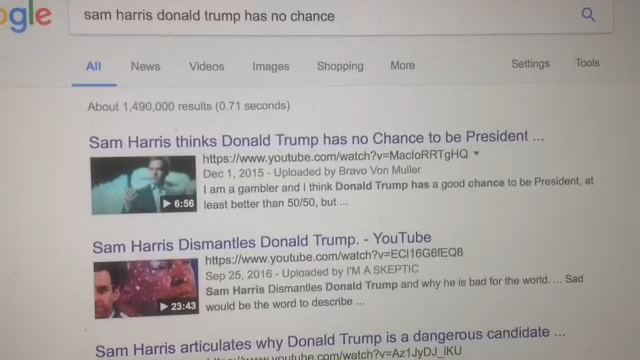 ogle
sam harris donald trump has no chance
All News Videos Images Shopping More Settings Tools
About 1,490,000 results (0.71 seconds)
Sam Harris thinks Donald Trump has no Chance to be President ...
https://www.youtube.com/watch?v=MacIoRRTgHQ
Dec 1, 2015 - Uploaded by Bravo Von Muller
I am a gambler and I think Donald Trump has a good chance to be President, at
least better than 50/50, but ...
6:56
Sam Harris Dismantles Donald Trump. - YouTube
https://www.youtube.com/watch?v=ECl16G6fEQ8
Sep 25, 2016 - Uploaded by I'M A SKEPTIC
Sam Harris Dismantles Donald Trump and why he is bad for the world. ... Sad
would be the word to describe ...
23:43
Sam Harris articulates why Donald Trump is a dangerous candidate ...
www.youtube.com/watch?v=Az1JyDJ_iKU